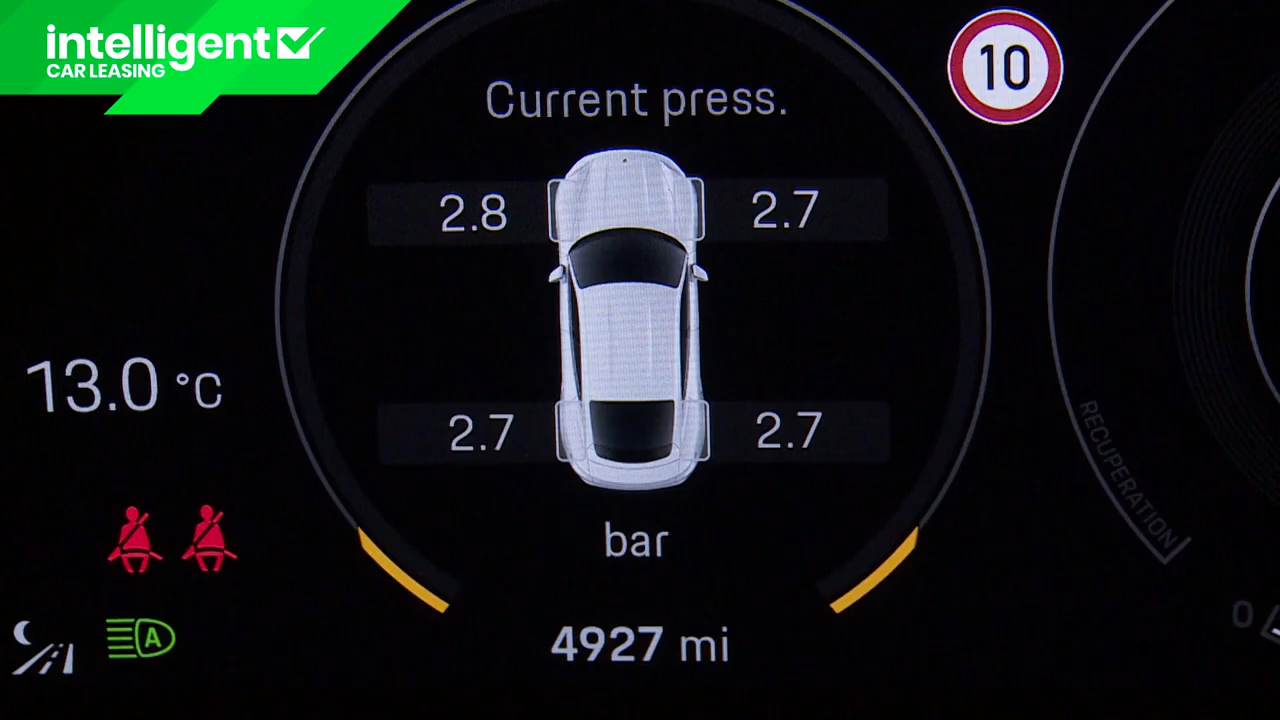 intelligent
CAR LEASING
10
Current press.
2.8
2.7
13.0 °C
2.7
2.7
RECUPERATION
bar
0
A
4927 mi